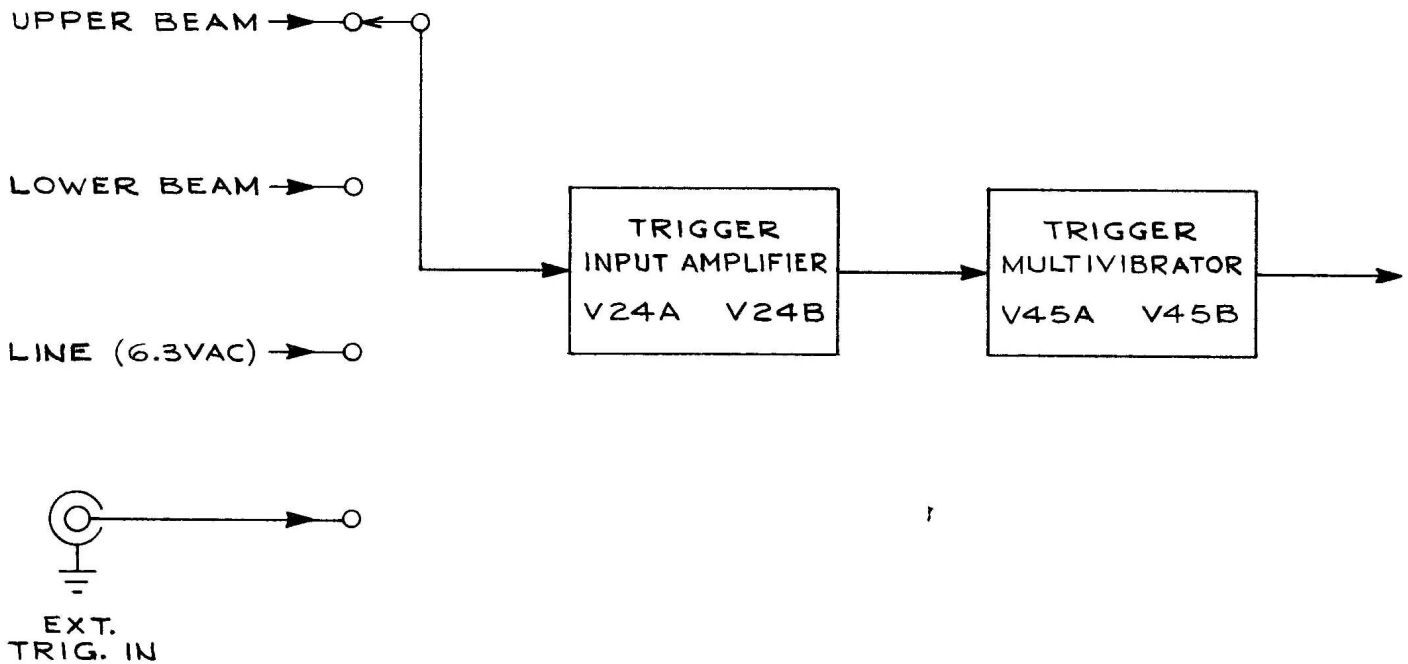 UPPER BEAM
LOWER BEAM
LINE (6.3VAC)
EXT.
TRIG. IN
TRIGGER
INPUT AMPLIFIER
V24A V24B
TRIGGER
MULTIVIBRATOR
V45A V45B